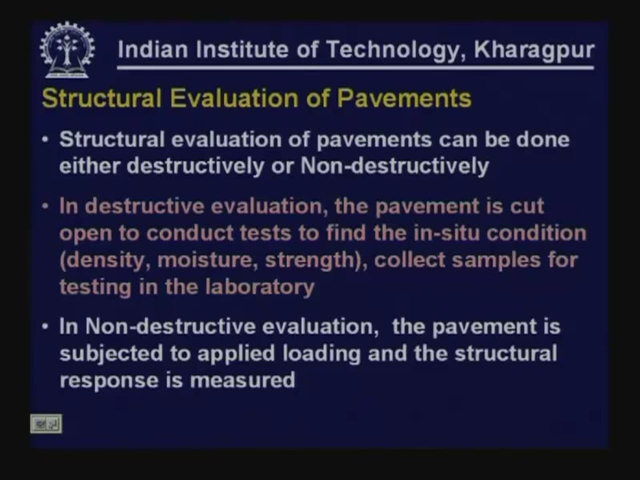 Indian Institute of Technology, Kharagpur
Structural Evaluation of Pavements
• Structural evaluation of pavements can be done
either destructively or Non-destructively
• In destructive evaluation, the pavement is cut
open to conduct tests to find the in-situ condition
(density, moisture, strength), collect samples for
testing in the laboratory
• In Non-destructive evaluation, the pavement is
subjected to applied loading and the structural
response is measured